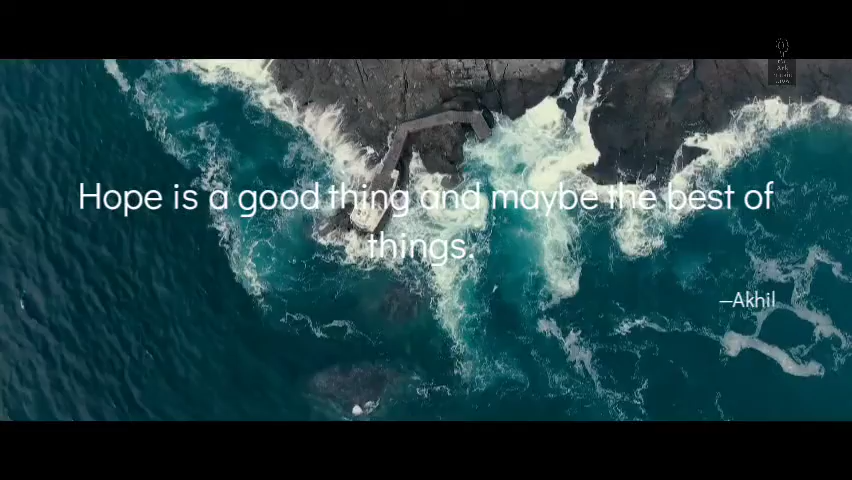 Hope is a good thing and maybe the best of
things.
—Akhil